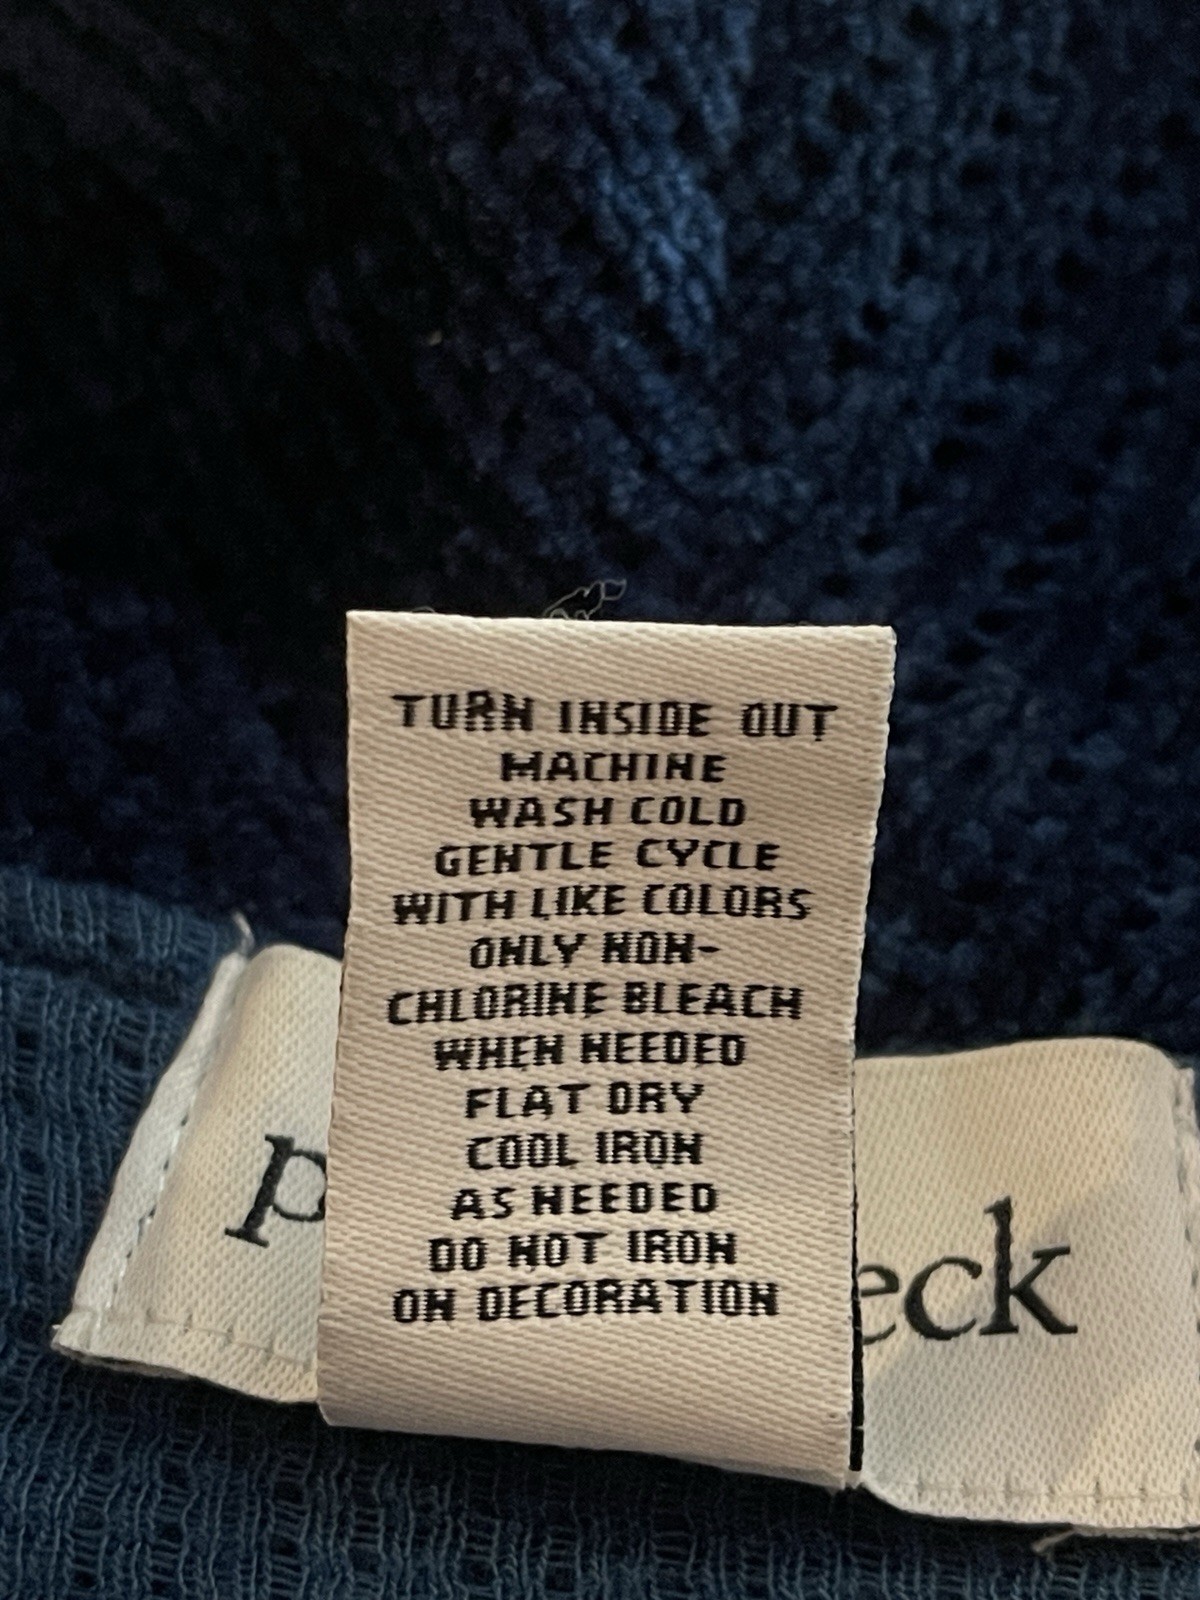 TURN INSIDE OUT
MACHINE
WASH COLD
GENTLE CYCLE
WITH LIKE COLORS
ONLY NON-
CHLORINE BLEACH
WHEN NEEDED
FLAT DRY
COOL IRON
AS NEEDED
DO NOT IRON
ON DECORATION
p eck